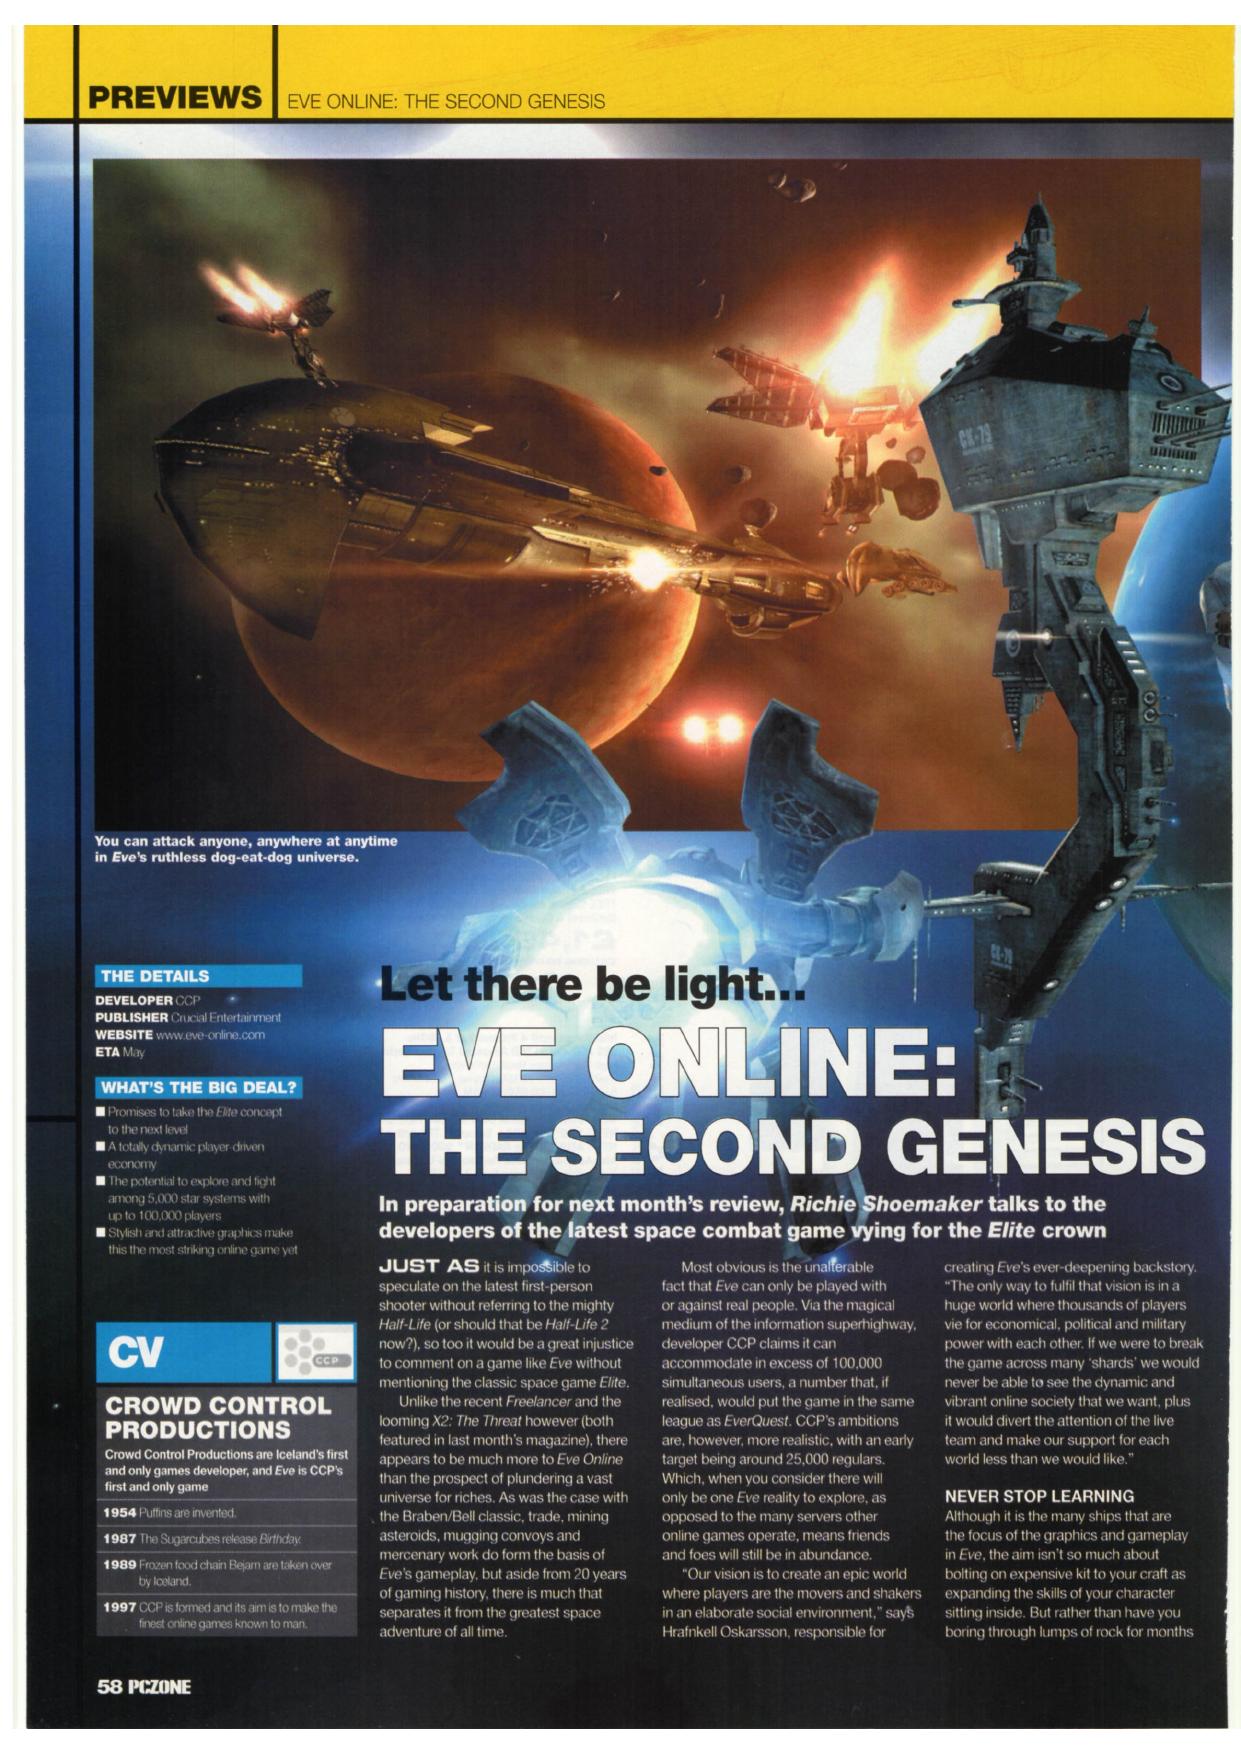 PREVIEWS
EVE ONLINE: THE SECOND GENESIS
CK-79
You can attack anyone, anywhere at anytime
in Eve's ruthless dog-eat-dog universe.
CK-79
THE DETAILS
DEVELOPER CCP
PUBLISHER Crucial Entertainment
WEBSITE www.eve-online.com
ETA May
WHAT'S THE BIG DEAL?
■ Promises to take the Elite concept
to the next level
■ A totally dynamic player-driven
economy
■ The potential to explore and fight
among 5,000 star systems with
up to 100,000 players
■ Stylish and attractive graphics make
this the most striking online game yet
CV
CCP
CROWD CONTROL
PRODUCTIONS
Crowd Control Productions are Iceland's first
and only games developer, and Eve is CCP's
first and only game
1954 Puffins are invented.
1987 The Sugarcubes release Birthday.
1989 Frozen food chain Bejam are taken over
by Iceland.
1997 CCP is formed and its aim is to make the
finest online games known to man.
Let there be light...
EVE ONLINE:
THE SECOND GENESIS
In preparation for next month's review, Richie Shoemaker talks to the
developers of the latest space combat game vying for the Elite crown
JUST AS it is impossible to
speculate on the latest first-person
shooter without referring to the mighty
Half-Life (or should that be Half-Life 2
now?), so too it would be a great injustice
to comment on a game like Eve without
mentioning the classic space game Elite.
Unlike the recent Freelancer and the
looming X2: The Threat however (both
featured in last month's magazine), there
appears to be much more to Eve Online
than the prospect of plundering a vast
universe for riches. As was the case with
the Braben/Bell classic, trade, mining
asteroids, mugging convoys and
mercenary work do form the basis of
Eve's gameplay, but aside from 20 years
of gaming history, there is much that
separates it from the greatest space
adventure of all time.
Most obvious is the unalterable
fact that Eve can only be played with
or against real people. Via the magical
medium of the information superhighway,
developer CCP claims it can
accommodate in excess of 100,000
simultaneous users, a number that, if
realised, would put the game in the same
league as EverQuest. CCP's ambitions
are, however, more realistic, with an early
target being around 25,000 regulars.
Which, when you consider there will
only be one Eve reality to explore, as
opposed to the many servers other
online games operate, means friends
and foes will still be in abundance.
"Our vision is to create an epic world
where players are the movers and shakers
in an elaborate social environment," says
Hrafnkell Oskarsson, responsible for
creating Eve's ever-deepening backstory.
"The only way to fulfil that vision is in a
huge world where thousands of players
vie for economical, political and military
power with each other. If we were to break
the game across many 'shards' we would
never be able to see the dynamic and
vibrant online society that we want, plus
it would divert the attention of the live
team and make our support for each
world less than we would like."
NEVER STOP LEARNING
Although it is the many ships that are
the focus of the graphics and gameplay
in Eve, the aim isn't so much about
bolting on expensive kit to your craft as
expanding the skills of your character
sitting inside. But rather than have you
boring through lumps of rock for months
58 PCZONE